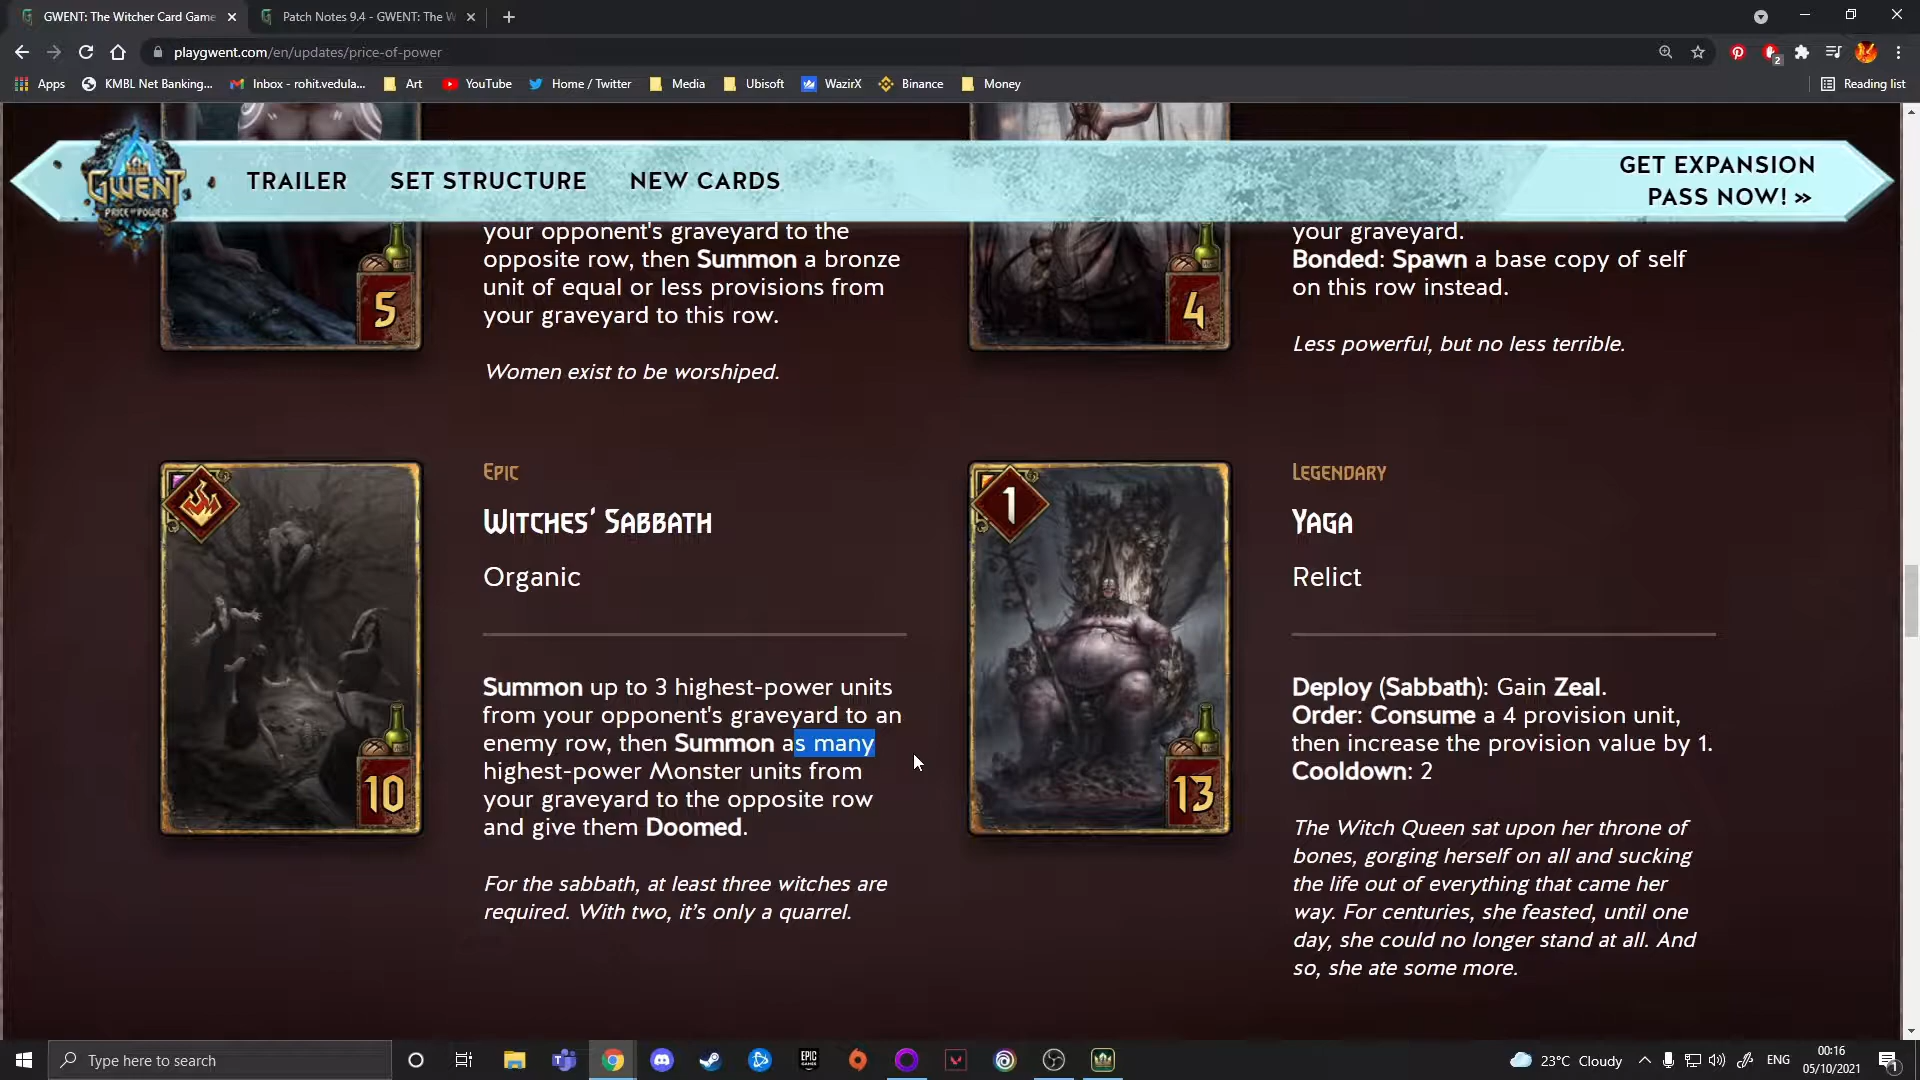 GWENT: The Witcher Card Game
Patch Notes 9.4 - GWENT: The W
playgwent.com/en/updates/price-of-power
Apps
KMBL Net Banking...
Inbox - rohit.vedula...
Art
YouTube
Home / Twitter
Media
Ubisoft
WazirX
Binance
Money
Reading list
2
GWENT
PRICE OF POWER
TRAILER
SET STRUCTURE
NEW CARDS
GET EXPANSION
PASS NOW! »
5
your opponent's graveyard to the
opposite row, then Summon a bronze
unit of equal or less provisions from
your graveyard to this row.
Women exist to be worshiped.
4
your graveyard.
Bonded: Spawn a base copy of self
on this row instead.
Less powerful, but no less terrible.
10
EPIC
WITCHES' SABBATH
Organic
Summon up to 3 highest-power units
from your opponent's graveyard to an
enemy row, then Summon as many
highest-power Monster units from
your graveyard to the opposite row
and give them Doomed.
For the sabbath, at least three witches are
required. With two, it's only a quarrel.
1
13
LEGENDARY
YAGA
Relict
Deploy (Sabbath): Gain Zeal.
Order: Consume a 4 provision unit,
then increase the provision value by 1.
Cooldown: 2
The Witch Queen sat upon her throne of
bones, gorging herself on all and sucking
the life out of everything that came her
way. For centuries, she feasted, until one
day, she could no longer stand at all. And
so, she ate some more.
Type here to search
EPIC
GAMES
23°C Cloudy
ENG
00:16
05/10/2021
1